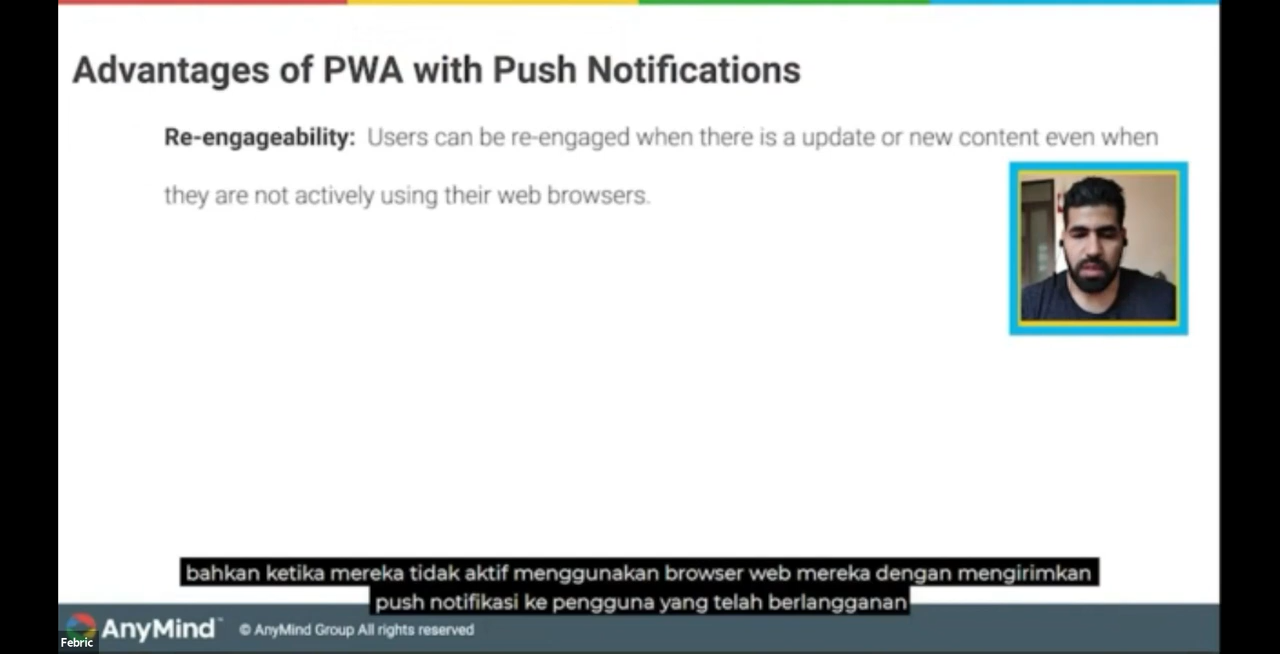 Advantages of PWA with Push Notifications
Re-engageability: Users can be re-engaged when there is a update or new content even when
they are not actively using their web browsers.
bahkan ketika mereka tidak aktif menggunakan browser web mereka dengan mengirimkan
push notifikasi ke pengguna yang telah berlangganan
AnyMind © AnyMind Group All rights reserved
Febric